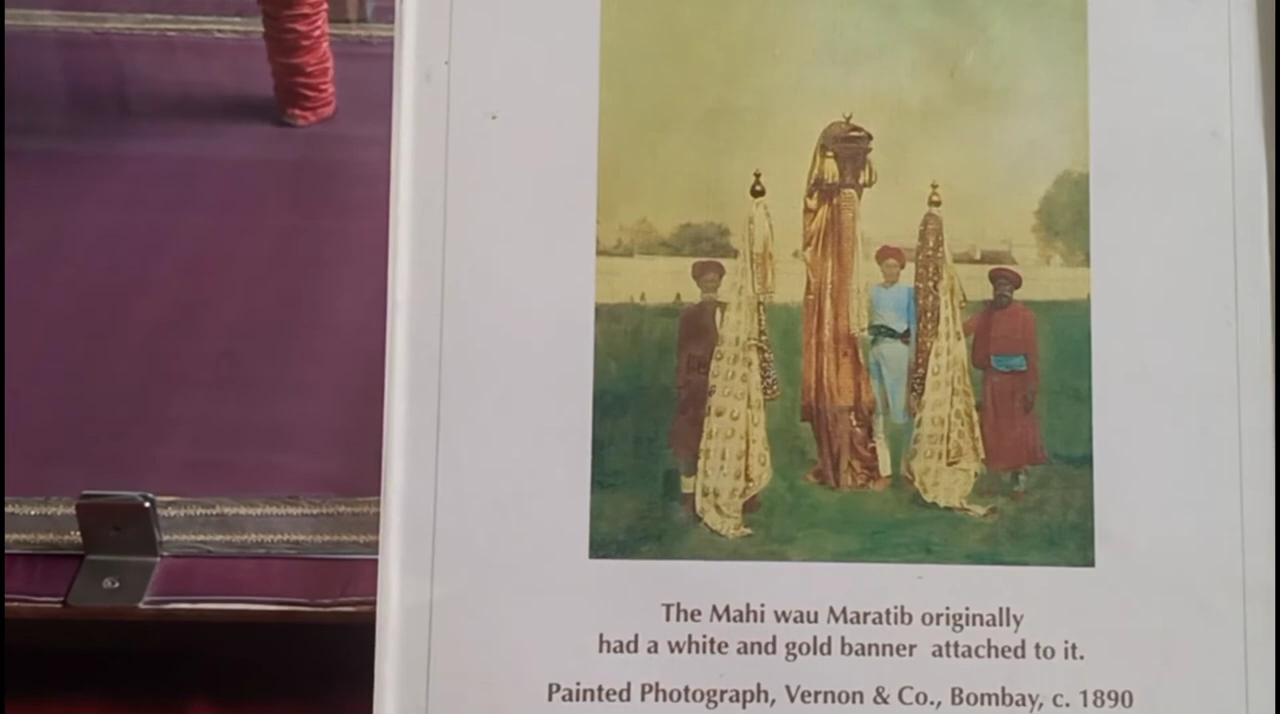 The Mahi wau Maratib originally
had a white and gold banner attached to it.
Painted Photograph, Vernon & Co., Bombay, c. 1890